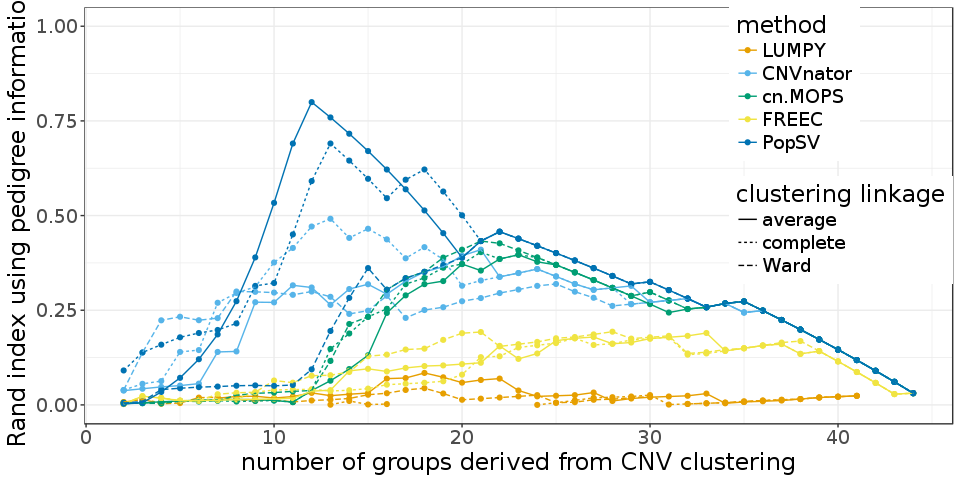 Rand index using pedigree informatio
1.00
0.75
0.50
0.25
0.00
0
10
20
30
40
number of groups derived from CNV clustering
method
LUMPY
CNVnator
cn.MOPS
FREEC
PopSV
clustering linkage
average
complete
Ward